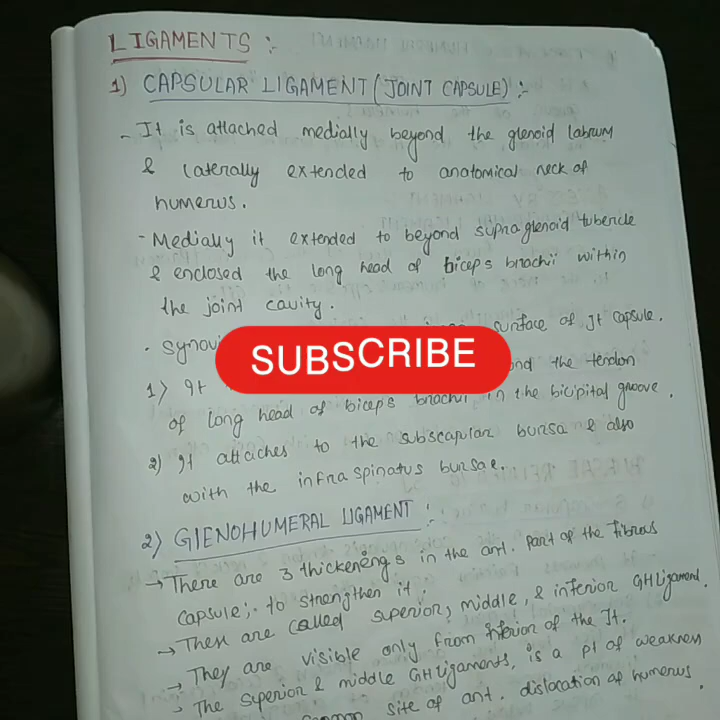 LIGAMENTS :-
1) CAPSULAR LIGAMENT (JOINT CAPSULE) :-
- It is attached medially beyond the glenoid labrum
& laterally extended to anatomical neck of
humerus.
- Medially it extended to beyond supraglenoid tubercle
& enclosed the long head of biceps brachii within
the joint cavity.
surface of Jt capsule.
SUBSCRIBE
1) It the tendon
of long head of biceps brachii in the bicipital groove.
2) It attaches to the subscapular bursa & also
with the infraspinatus bursae.
2) GlENOHUMERAL LIGAMENT :-
→ There are 3 thickenengs in the ant. part of the fibrous
capsule; to strengthen it.
→ These are called superior, middle, & inferior GH ligament.
→ They are visible only from of the Jt.
→ The superior & middle GH ligaments, is a pt of weakness
site of ant. dislocation of humerus.